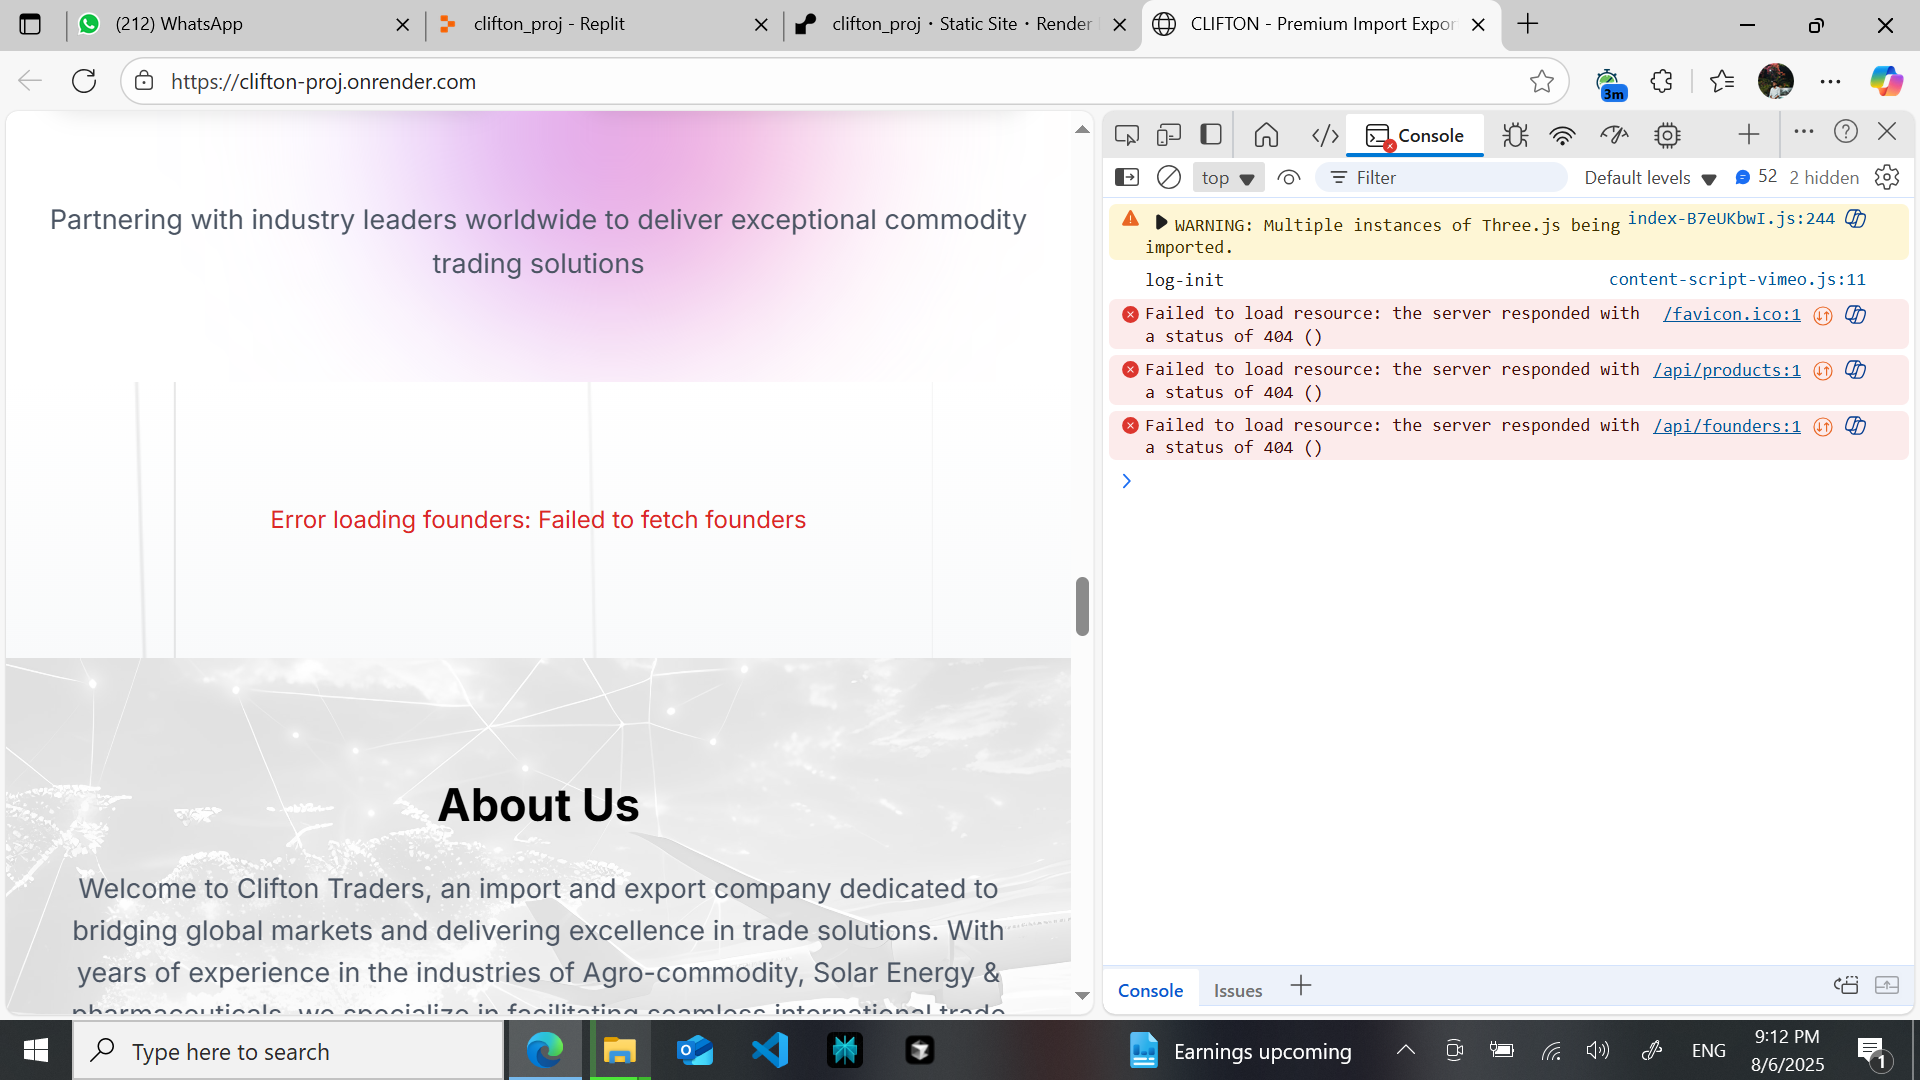 (212) WhatsApp
clifton_proj - Replit
clifton_proj · Static Site · Render
CLIFTON - Premium Import Expor
https://clifton-proj.onrender.com
3m
Partnering with industry leaders worldwide to deliver exceptional commodity
trading solutions
Error loading founders: Failed to fetch founders
About Us
Welcome to Clifton Traders, an import and export company dedicated to
bridging global markets and delivering excellence in trade solutions. With
years of experience in the industries of Agro-commodity, Solar Energy &
pharmaceuticals, we specialize in facilitating seamless international trade
Console
top
Filter
Default levels
52
2 hidden
WARNING: Multiple instances of Three.js being
imported.
index-B7eUKbwI.js:244
log-init
content-script-vimeo.js:11
Failed to load resource: the server responded with
a status of 404 ()
/favicon.ico:1
Failed to load resource: the server responded with
a status of 404 ()
/api/products:1
Failed to load resource: the server responded with
a status of 404 ()
/api/founders:1
Console
Issues
Type here to search
Earnings upcoming
ENG
9:12 PM
8/6/2025
1